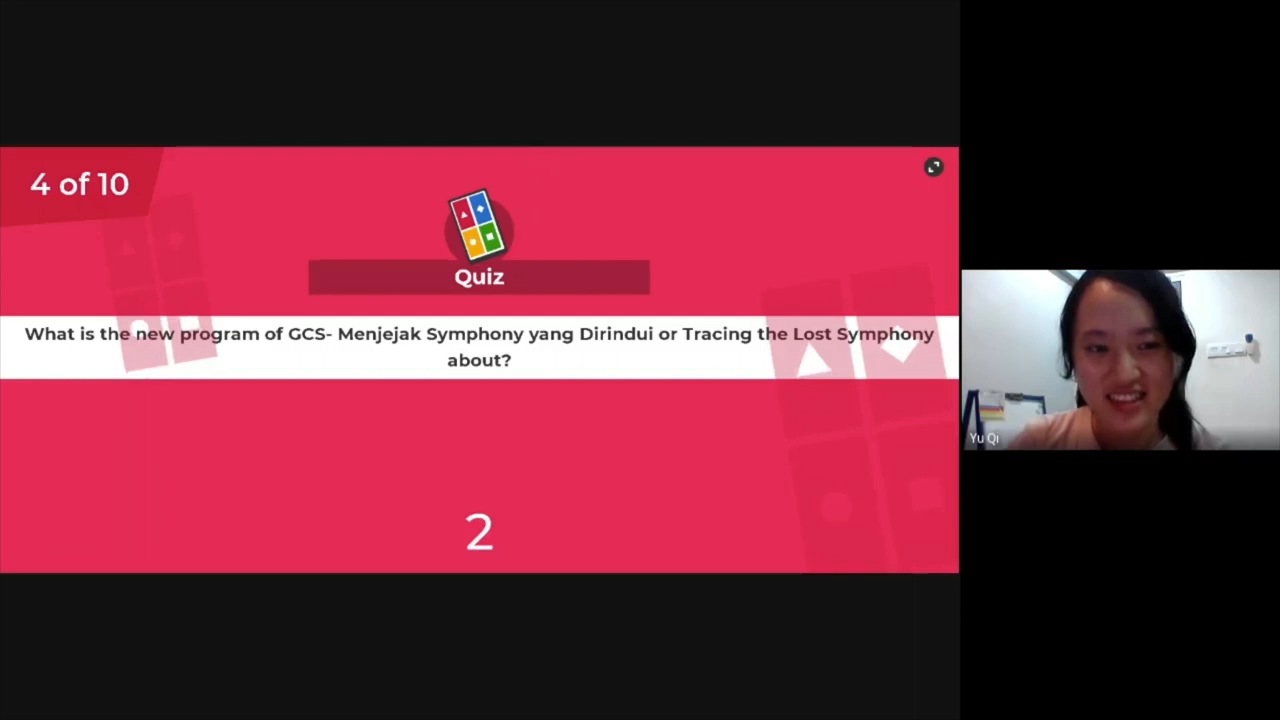 4 of 10
Quiz
What is the new program of GCS- Menjejak Symphony yang Dirindui or Tracing the Lost Symphony
about?
2
Yu Qi